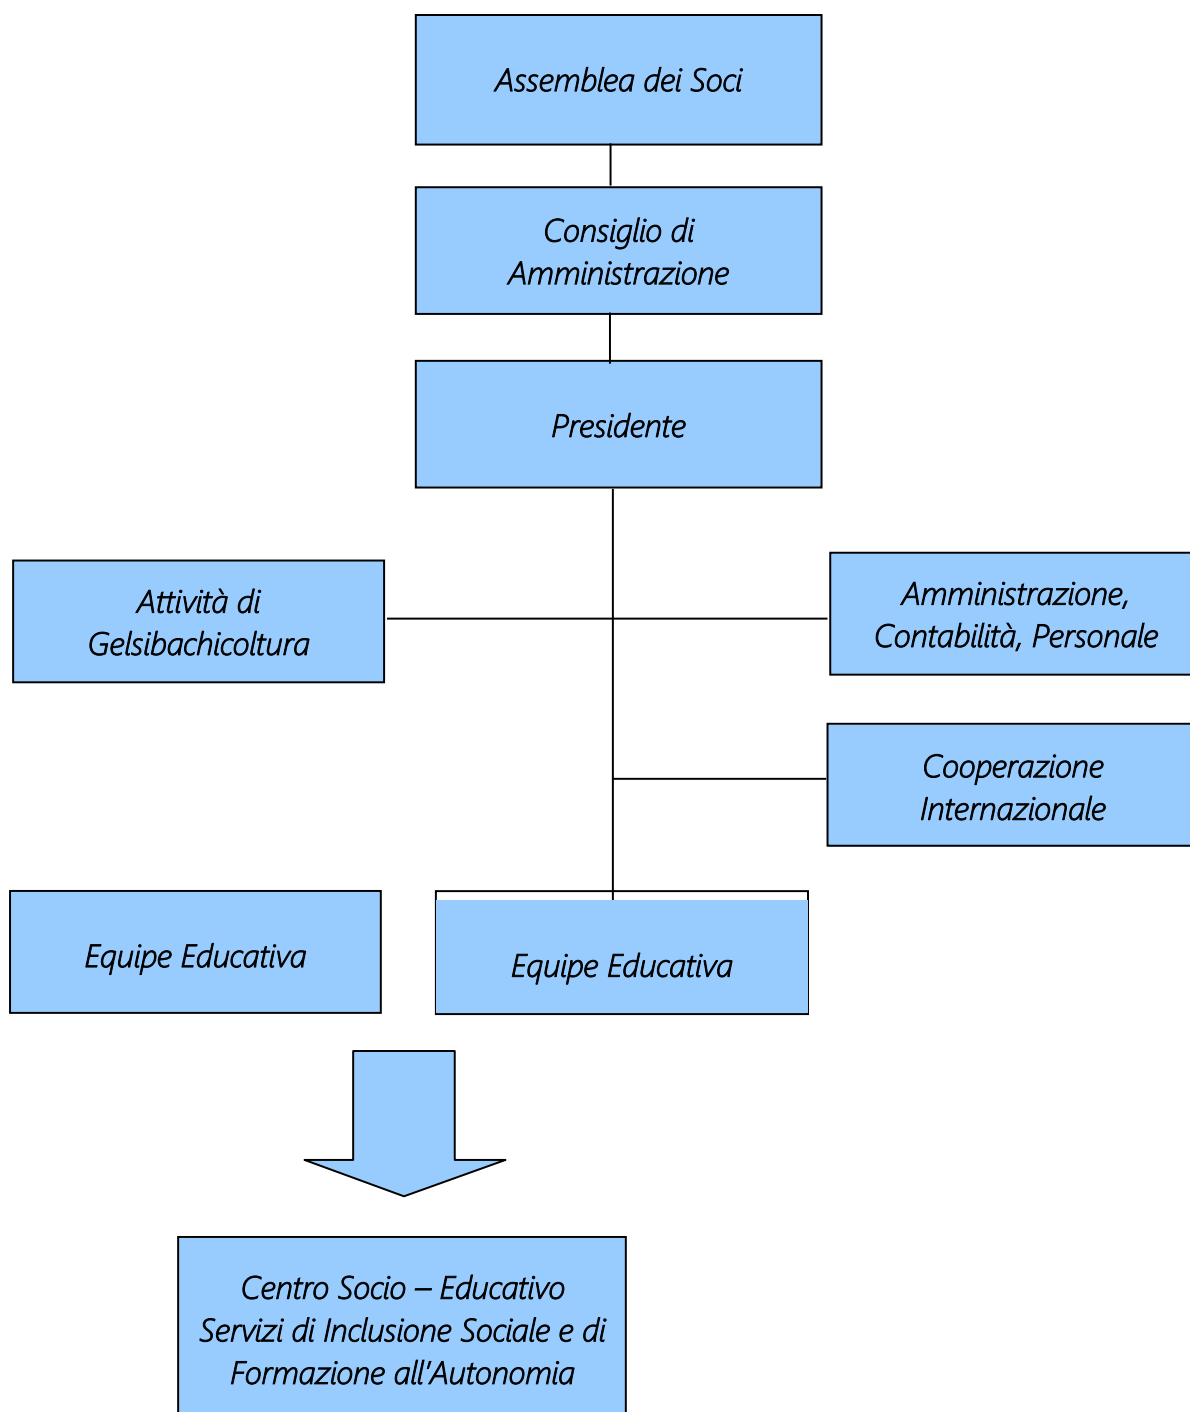 Assemblea dei Soci
Consiglio di
Amministrazione
Presidente
Attività di
Gelsibachicoltura
Amministrazione,
Contabilità, Personale
Cooperazione
Internazionale
Equipe Educativa
Equipe Educativa
Centro Socio – Educativo
Servizi di Inclusione Sociale e di
Formazione all'Autonomia